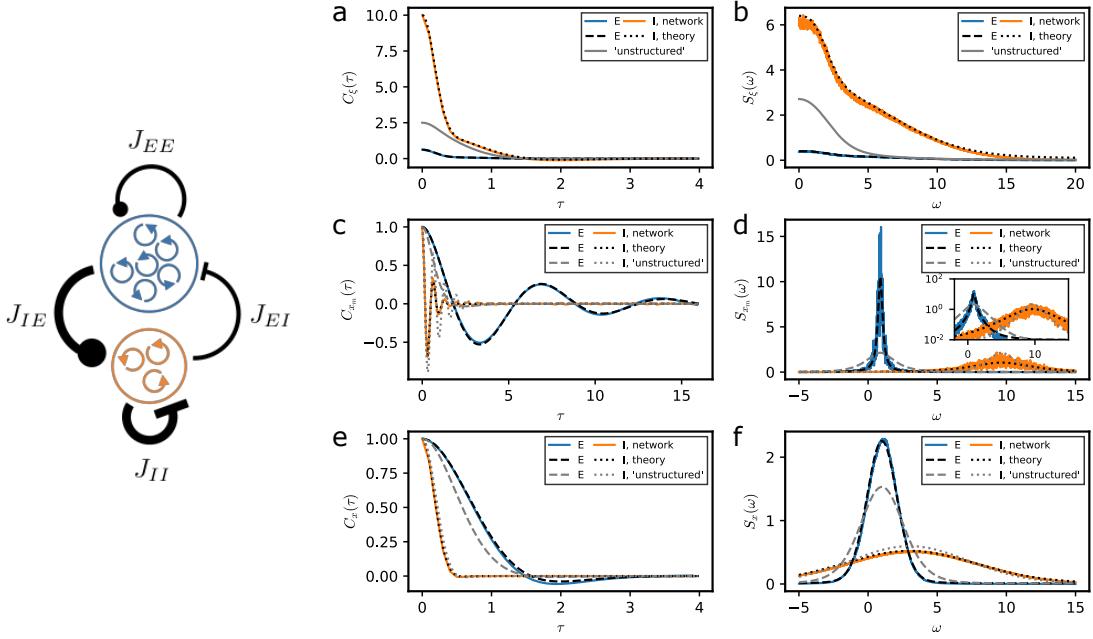 J_EE
J_IE
J_EI
J_II
a
10.0
7.5
5.0
2.5
0.0
C_ξ(τ)
0
1
2
3
4
τ
E
I, network
E
I, theory
'unstructured'
b
6
4
2
0
S_ξ(ω)
0
5
10
15
20
ω
E
I, network
E
I, theory
'unstructured'
c
1.0
0.5
0.0
−0.5
C_{x_m}(τ)
0
5
10
15
τ
E
I, network
E
I, theory
E
I, 'unstructured'
d
15
10
5
0
S_{x_m}(ω)
−5
0
5
10
15
ω
E
I, network
E
I, theory
E
I, 'unstructured'
10^2
10^0
10^−2
0
10
e
1.00
0.75
0.50
0.25
0.00
C_x(τ)
0
1
2
3
4
τ
E
I, network
E
I, theory
E
I, 'unstructured'
f
2
1
0
S_x(ω)
−5
0
5
10
15
ω
E
I, network
E
I, theory
E
I, 'unstructured'